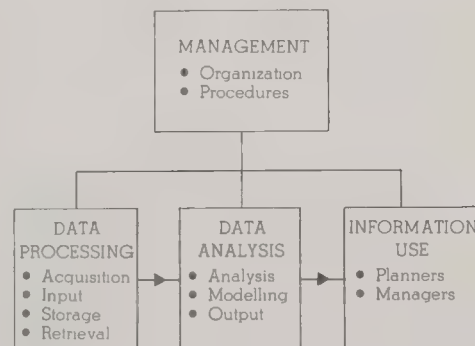 MANAGEMENT
• Organization
• Procedures
DATA
PROCESSING
• Acquisition
• Input
• Storage
• Retrieval
DATA
ANALYSIS
• Analysis
• Modelling
• Output
INFORMATION
USE
• Planners
• Managers